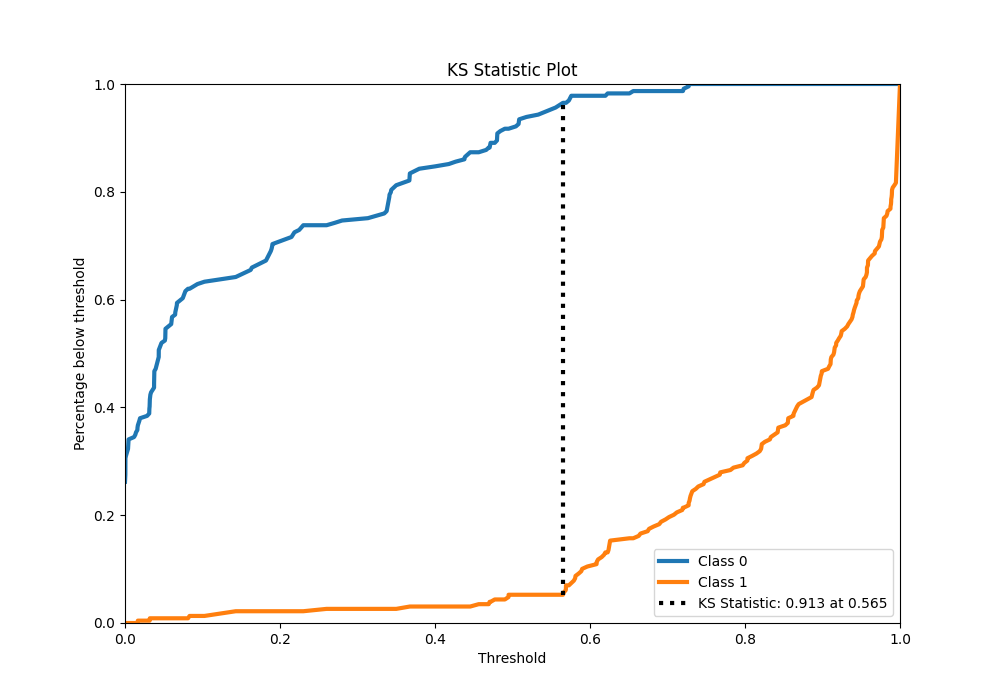 KS Statistic Plot
Percentage below threshold
1.0
0.8
0.6
0.4
0.2
0.0
0.0 0.2 0.4 0.6 0.8 1.0
Threshold
Class 0
Class 1
KS Statistic: 0.913 at 0.565